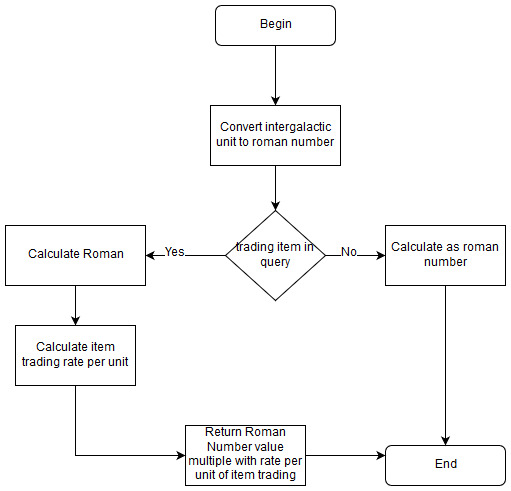 Begin
Convert intergalactic
unit to roman number
trading item in
query
Yes
No
Calculate Roman
Calculate as roman
number
Calculate item
trading rate per unit
Return Roman
Number value
multiple with rate per
unit of item trading
End